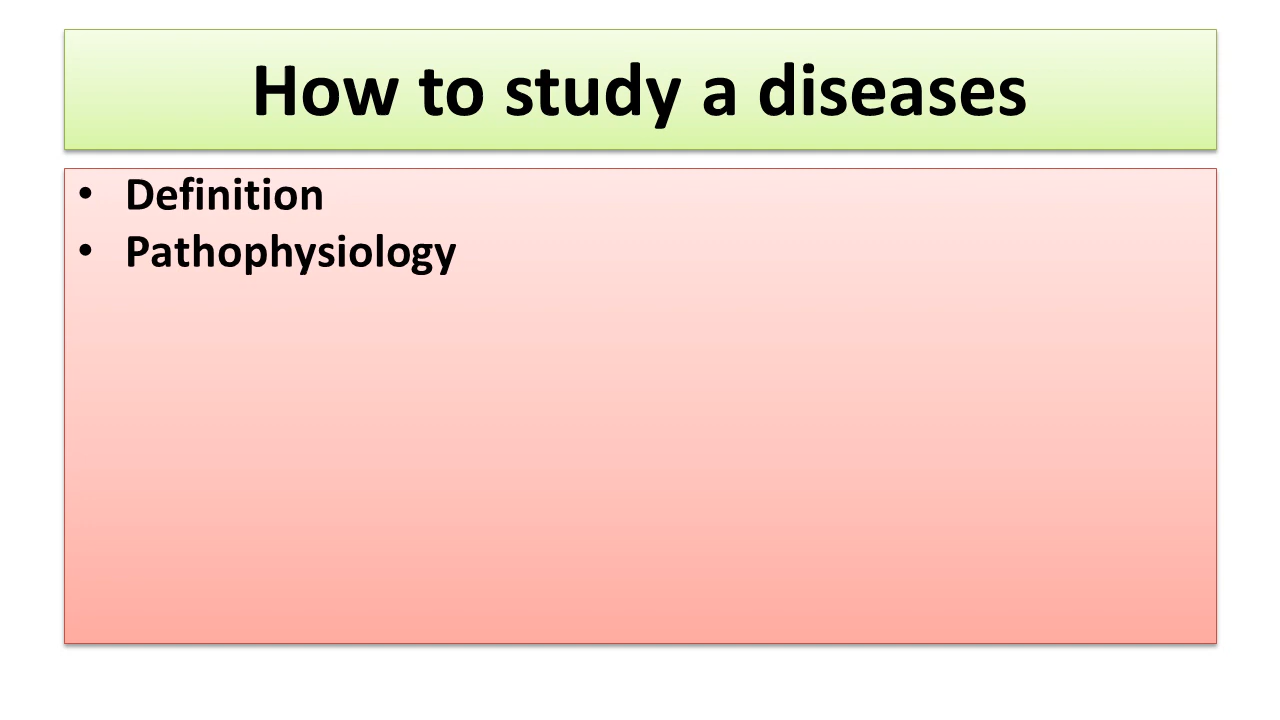 How to study a diseases
• Definition
• Pathophysiology